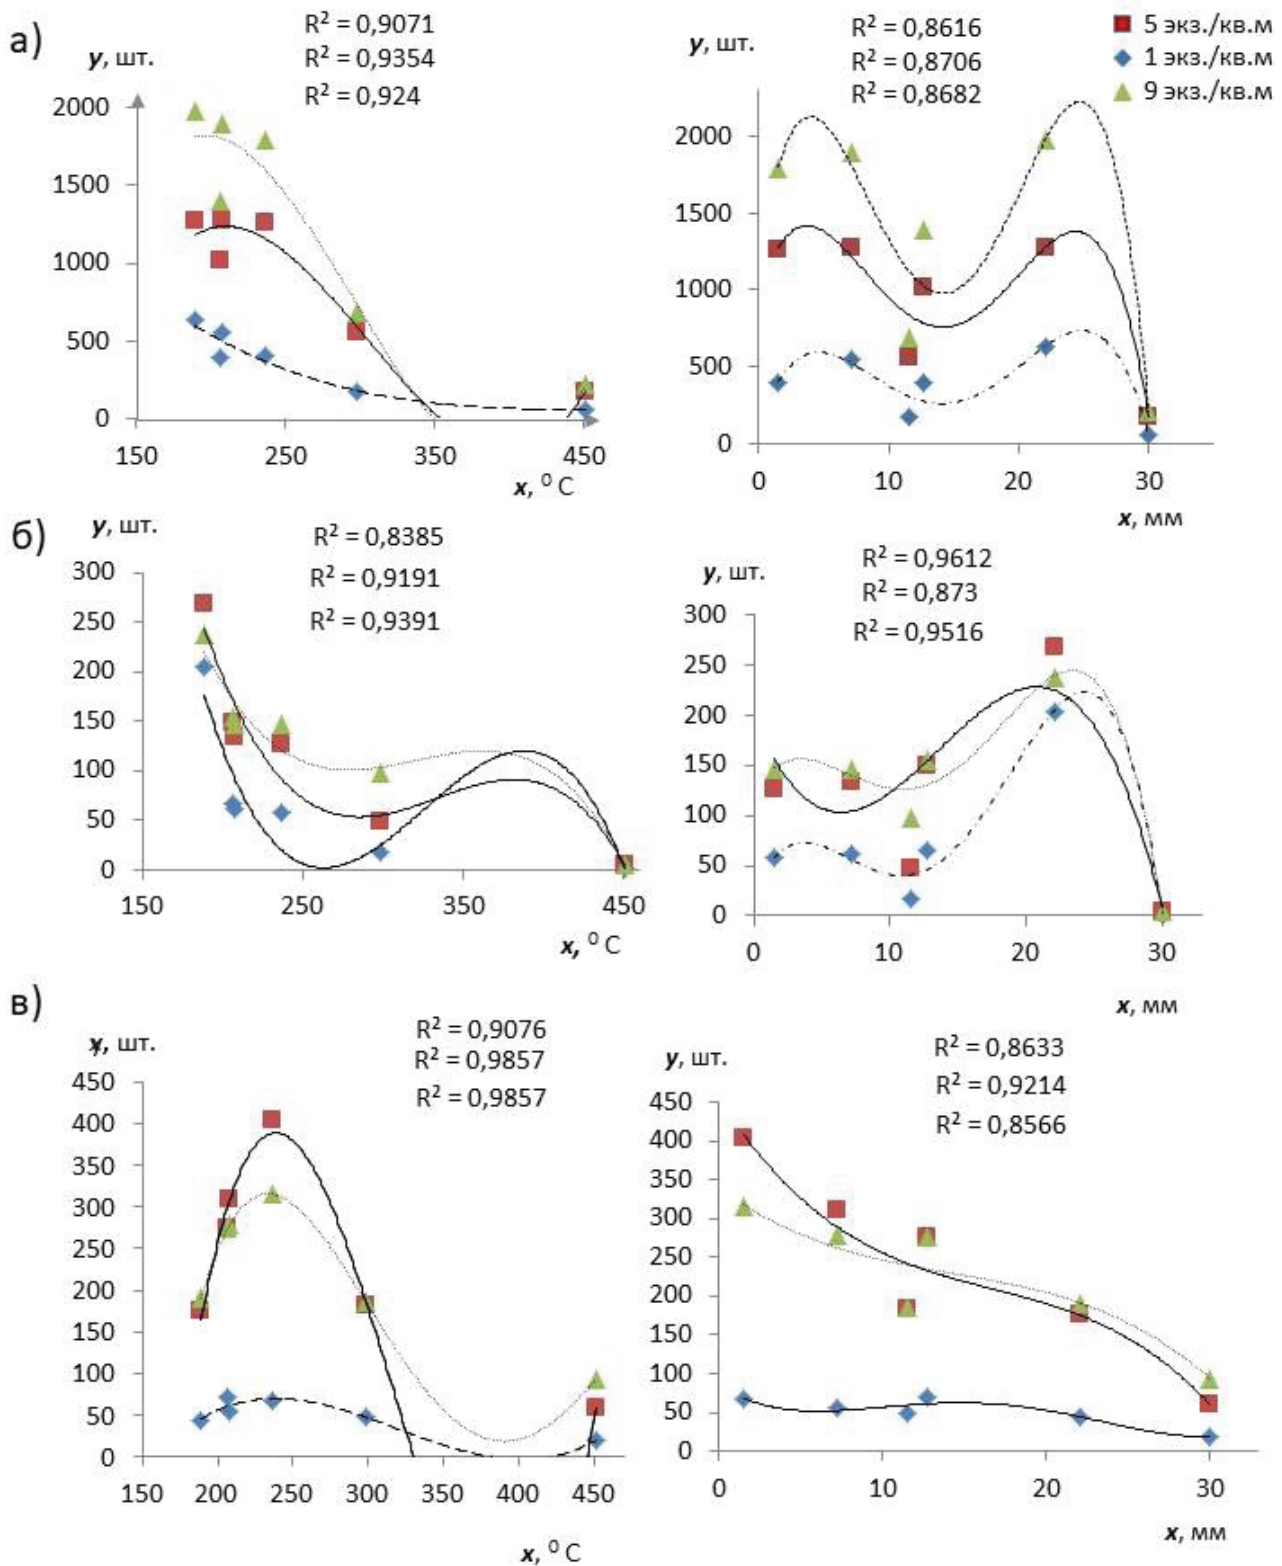 а)
y, шт.
R² = 0,9071
R² = 0,9354
R² = 0,924
2000
1500
1000
500
0
150 250 350 450
x, ⁰ C
y, шт.
R² = 0,8616
R² = 0,8706
R² = 0,8682
5 экз./кв.м
1 экз./кв.м
9 экз./кв.м
2000
1500
1000
500
0
0 10 20 30
x, мм
б)
y, шт.
R² = 0,8385
R² = 0,9191
R² = 0,9391
300
250
200
150
100
50
0
150 250 350 450
x, ⁰ C
y, шт.
R² = 0,9612
R² = 0,873
R² = 0,9516
300
250
200
150
100
50
0
0 10 20 30
x, мм
в)
y, шт.
R² = 0,9076
R² = 0,9857
R² = 0,9857
450
400
350
300
250
200
150
100
50
0
150 200 250 300 350 400 450
x, ⁰ C
y, шт.
R² = 0,8633
R² = 0,9214
R² = 0,8566
450
400
350
300
250
200
150
100
50
0
0 10 20 30
x, мм